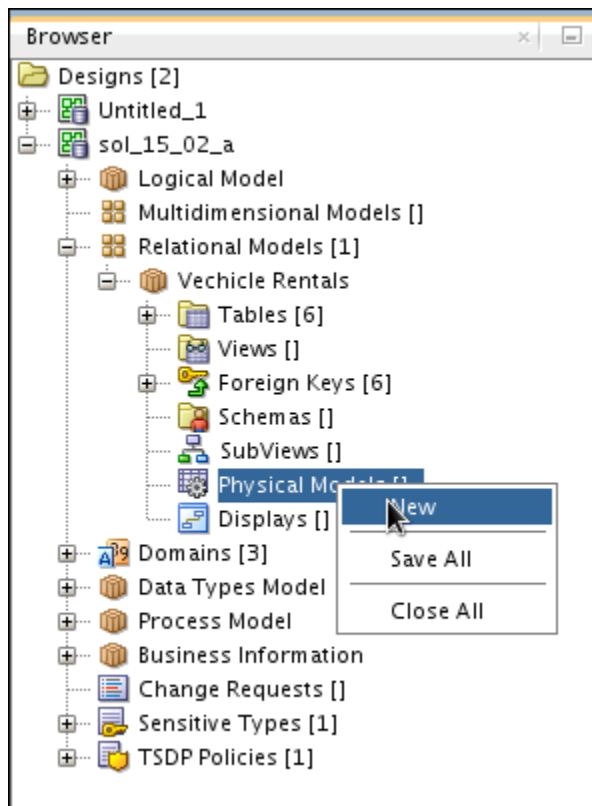 Browser
Designs [2]
Untitled_1
sol_15_02_a
Logical Model
Multidimensional Models []
Relational Models [1]
Vechicle Rentals
Tables [6]
Views []
Foreign Keys [6]
Schemas []
SubViews []
Physical Models []
New
Displays []
Save All
Domains [3]
Data Types Model
Close All
Process Model
Business Information
Change Requests []
Sensitive Types [1]
TSDP Policies [1]